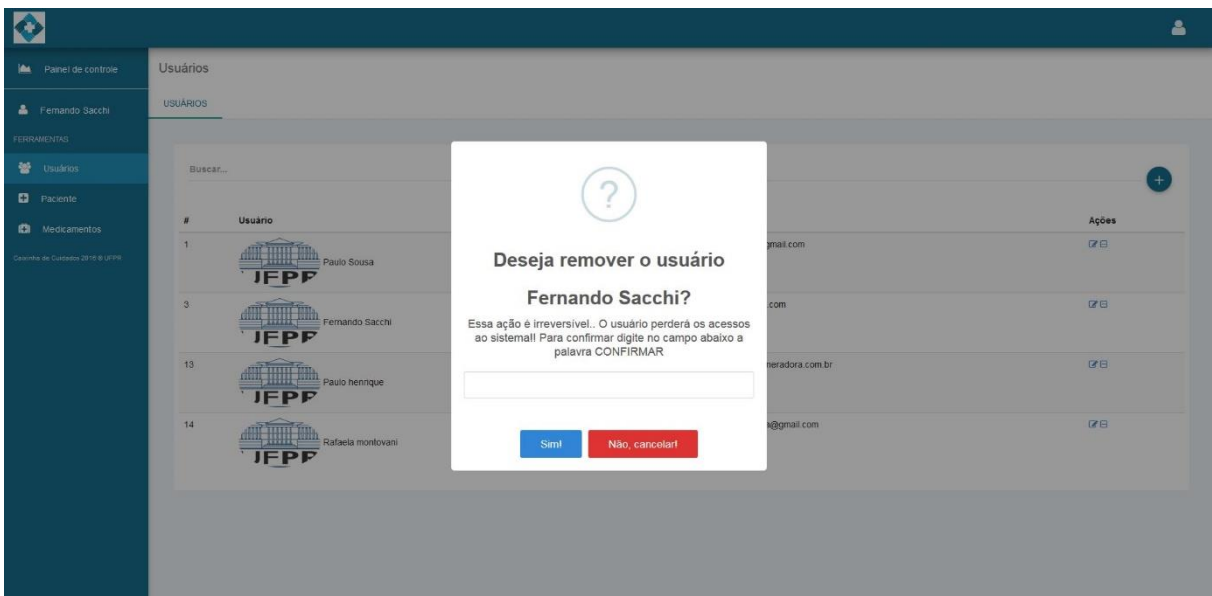 Painel de controle
Usuários
Fernando Sacchi
USUÁRIOS
FERRAMENTAS
Usuários
Paciente
Medicamentos
Buscar...
# Usuário Ações
1 Paulo Sousa gmail.com
3 Fernando Sacchi .com
13 Paulo henrique neradora.com.br
14 Rafaela montovani @gmail.com
Deseja remover o usuário
Fernando Sacchi?
Essa ação é irreversível.. O usuário perderá os acessos
ao sistema!! Para confirmar digite no campo abaixo a
palavra CONFIRMAR
Sim!
Não, cancelar!